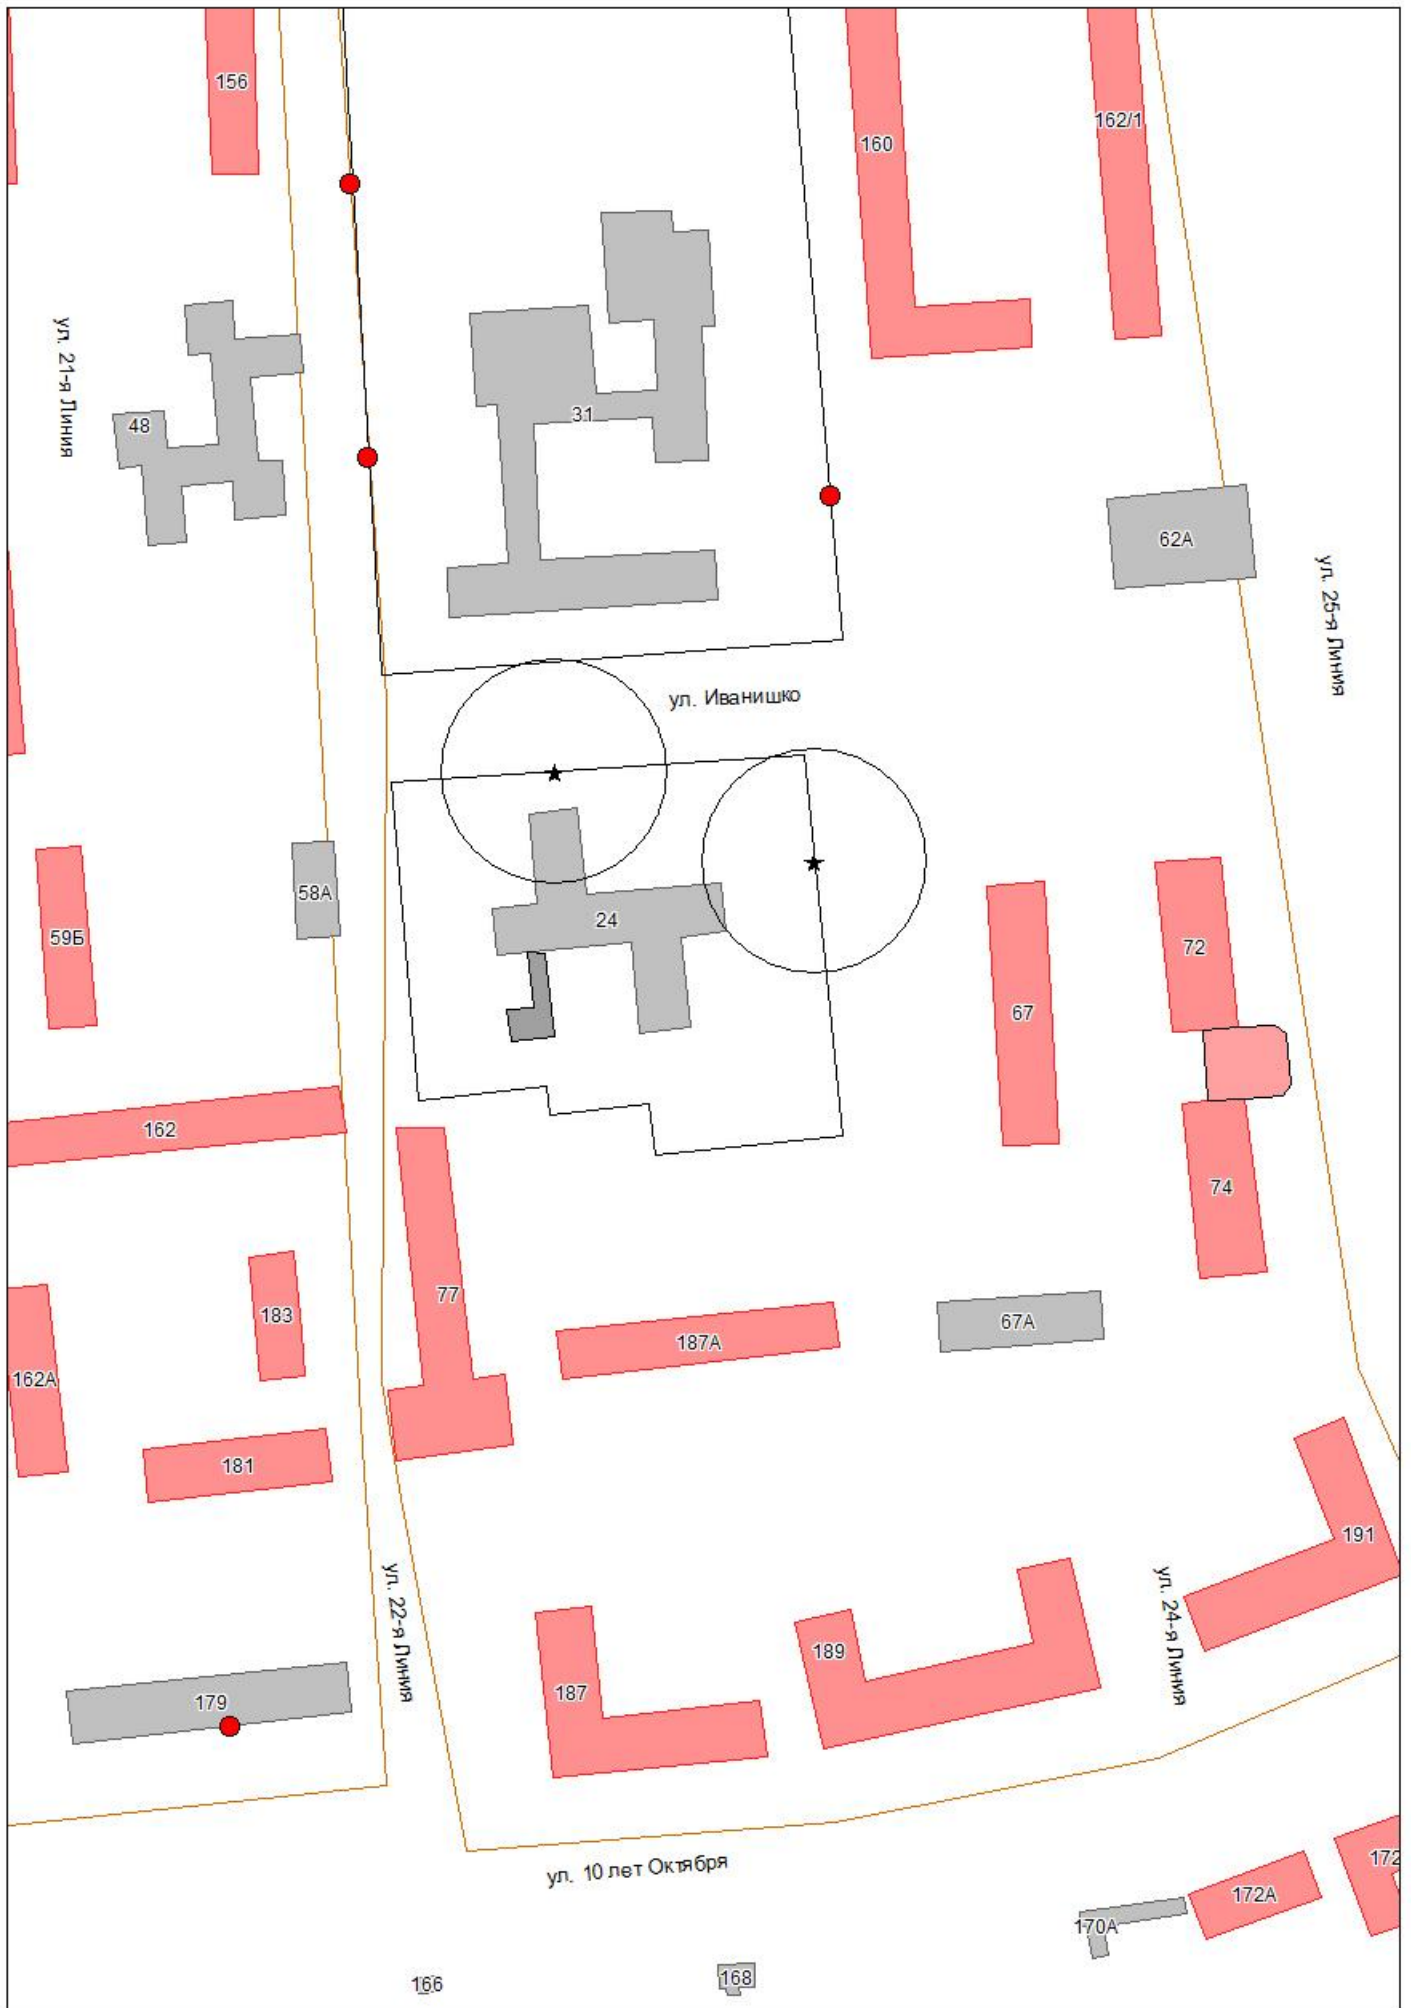 156
162/1
160
ул. 21-я Линия
31
48
62А
ул. 25-я Линия
ул. Иванишко
58А
24
59Б
72
67
162
74
77
183
67А
187А
162А
181
191
ул. 22-я Линия
ул. 24-я Линия
189
187
179
ул. 10 лет Октября
172
172А
170А
168
166